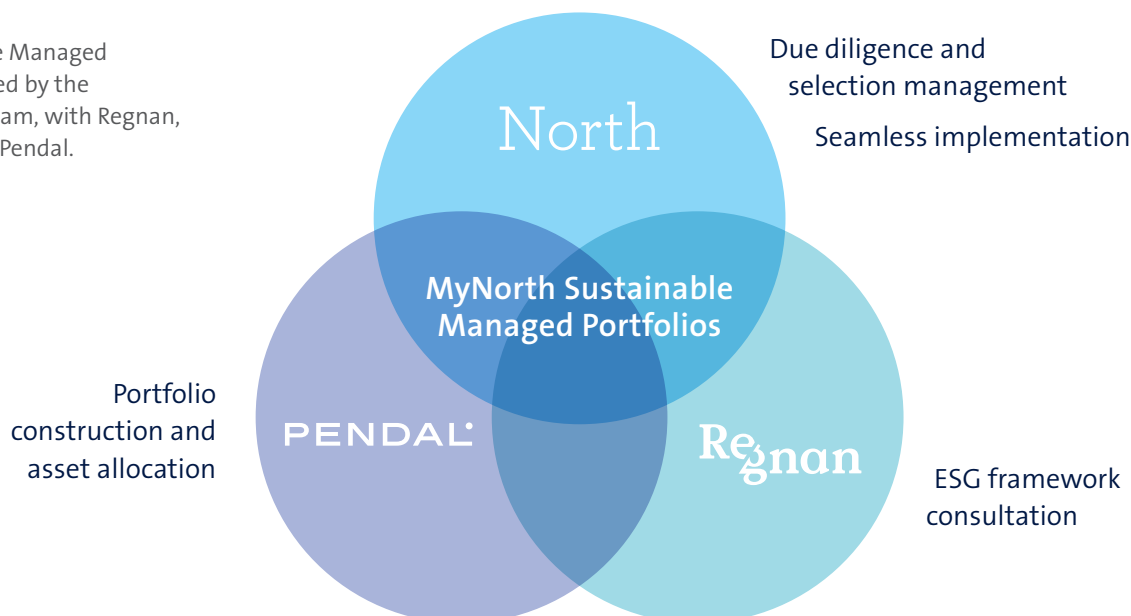 e Managed
ed by the
am, with Regnan,
Pendal.
Due diligence and
selection management
Seamless implementation
North
MyNorth Sustainable
Managed Portfolios
Portfolio
construction and
asset allocation
PENDAL
Regnan
ESG framework
consultation